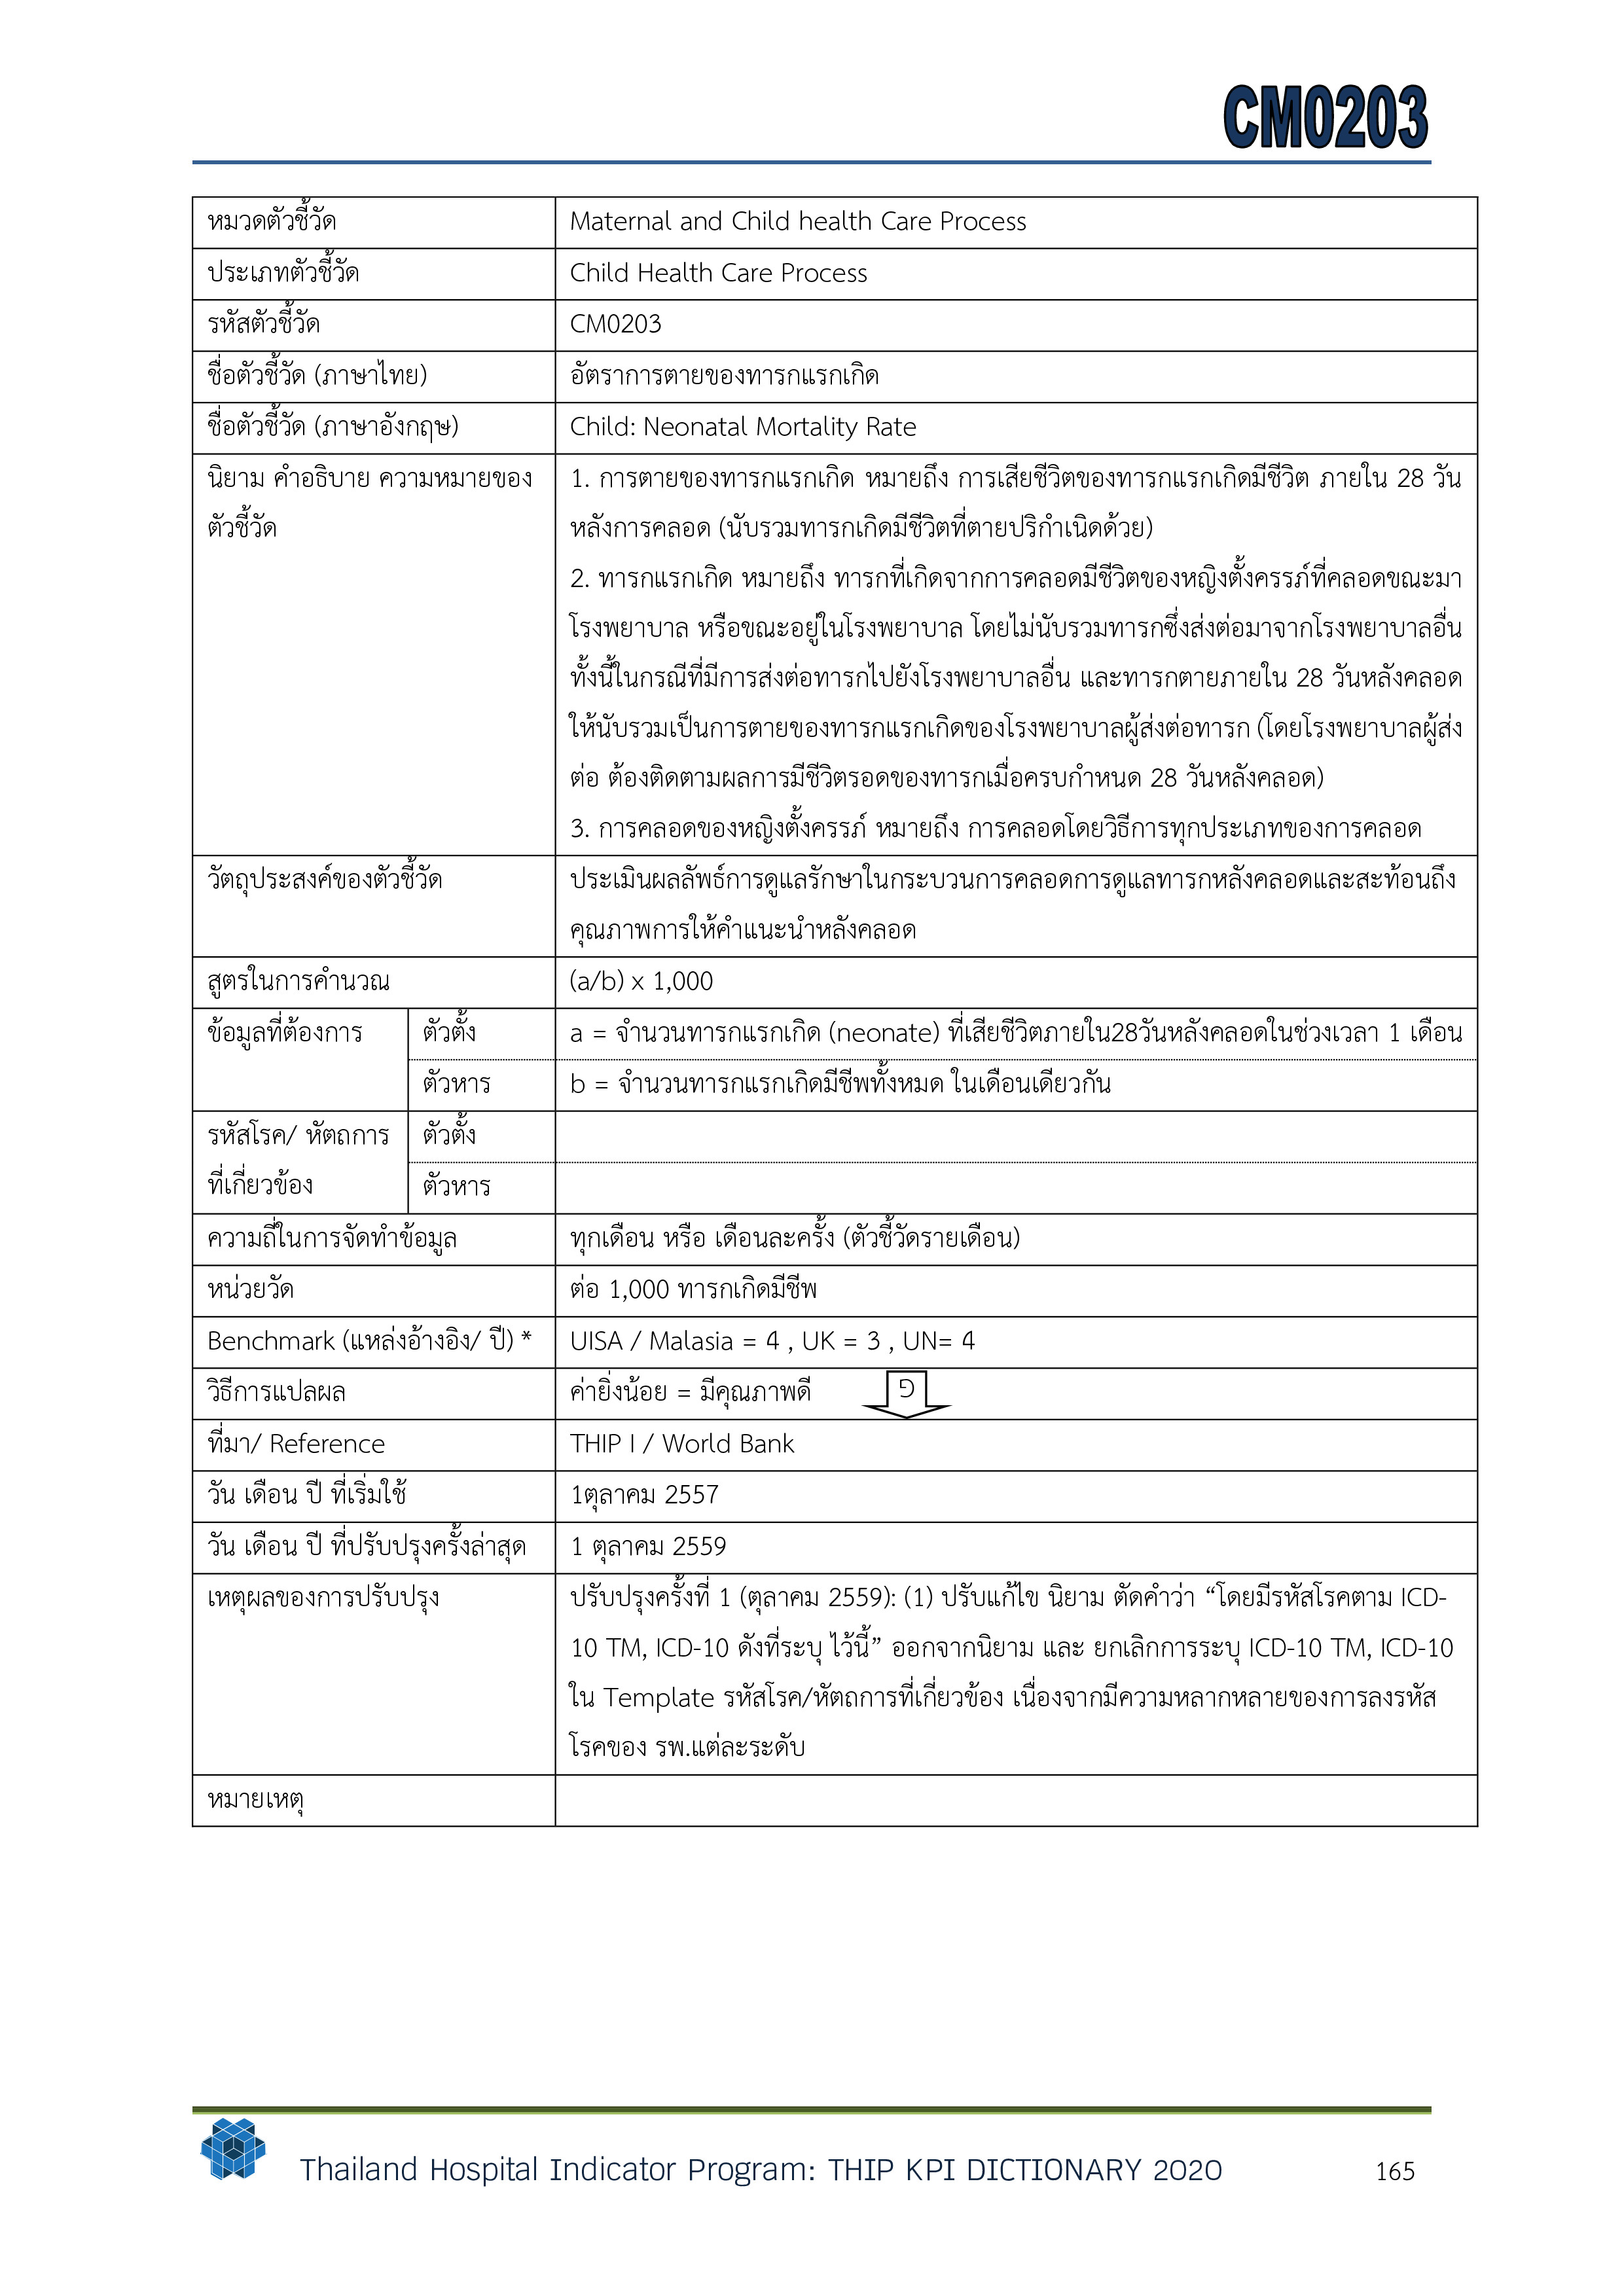 CM0203
หมวดตัวชี้วัด Maternal and Child health Care Process
ประเภทตัวชี้วัด Child Health Care Process
รหัสตัวชี้วัด CM0203
ชื่อตัวชี้วัด (ภาษาไทย) อัตราการตายของทารกแรกเกิด
ชื่อตัวชี้วัด (ภาษาอังกฤษ) Child: Neonatal Mortality Rate
นิยาม คำอธิบาย ความหมายของ
ตัวชี้วัด
1. การตายของทารกแรกเกิด หมายถึง การเสียชีวิตของทารกแรกเกิดมีชีวิต ภายใน 28 วัน
หลังการคลอด (นับรวมทารกเกิดมีชีวิตที่ตายปริกำเนิดด้วย)
2. ทารกแรกเกิด หมายถึง ทารกที่เกิดจากการคลอดมีชีวิตของหญิงตั้งครรภ์ที่คลอดขณะมา
โรงพยาบาล หรือขณะอยู่ในโรงพยาบาล โดยไม่นับรวมทารกซึ่งส่งต่อมาจากโรงพยาบาลอื่น
ทั้งนี้ในกรณีที่มีการส่งต่อทารกไปยังโรงพยาบาลอื่น และทารกตายภายใน 28 วันหลังคลอด
ให้นับรวมเป็นการตายของทารกแรกเกิดของโรงพยาบาลผู้ส่งต่อทารก (โดยโรงพยาบาลผู้ส่ง
ต่อ ต้องติดตามผลการมีชีวิตรอดของทารกเมื่อครบกำหนด 28 วันหลังคลอด)
3. การคลอดของหญิงตั้งครรภ์ หมายถึง การคลอดโดยวิธีการทุกประเภทของการคลอด
วัตถุประสงค์ของตัวชี้วัด ประเมินผลลัพธ์การดูแลรักษาในกระบวนการคลอดการดูแลทารกหลังคลอดและสะท้อนถึง
คุณภาพการให้คำแนะนำหลังคลอด
สูตรในการคำนวณ (a/b) x 1,000
ข้อมูลที่ต้องการ ตัวตั้ง a = จำนวนทารกแรกเกิด (neonate) ที่เสียชีวิตภายใน28วันหลังคลอดในช่วงเวลา 1 เดือน
ตัวหาร b = จำนวนทารกแรกเกิดมีชีพทั้งหมด ในเดือนเดียวกัน
รหัสโรค/ หัตถการ ตัวตั้ง
ที่เกี่ยวข้อง ตัวหาร
ความถี่ในการจัดทำข้อมูล ทุกเดือน หรือ เดือนละครั้ง (ตัวชี้วัดรายเดือน)
หน่วยวัด ต่อ 1,000 ทารกเกิดมีชีพ
Benchmark (แหล่งอ้างอิง/ ปี) * UISA / Malasia = 4 , UK = 3 , UN= 4
วิธีการแปลผล ค่ายิ่งน้อย = มีคุณภาพดี
ที่มา/ Reference THIP I / World Bank
วัน เดือน ปี ที่เริ่มใช้ 1ตุลาคม 2557
วัน เดือน ปี ที่ปรับปรุงครั้งล่าสุด 1 ตุลาคม 2559
เหตุผลของการปรับปรุง ปรับปรุงครั้งที่ 1 (ตุลาคม 2559): (1) ปรับแก้ไข นิยาม ตัดคำว่า “โดยมีรหัสโรคตาม ICD-
10 TM, ICD-10 ดังที่ระบุ ไว้นี้” ออกจากนิยาม และ ยกเลิกการระบุ ICD-10 TM, ICD-10
ใน Template รหัสโรค/หัตถการที่เกี่ยวข้อง เนื่องจากมีความหลากหลายของการลงรหัส
โรคของ รพ.แต่ละระดับ
หมายเหตุ
Thailand Hospital Indicator Program: THIP KPI DICTIONARY 2020 165